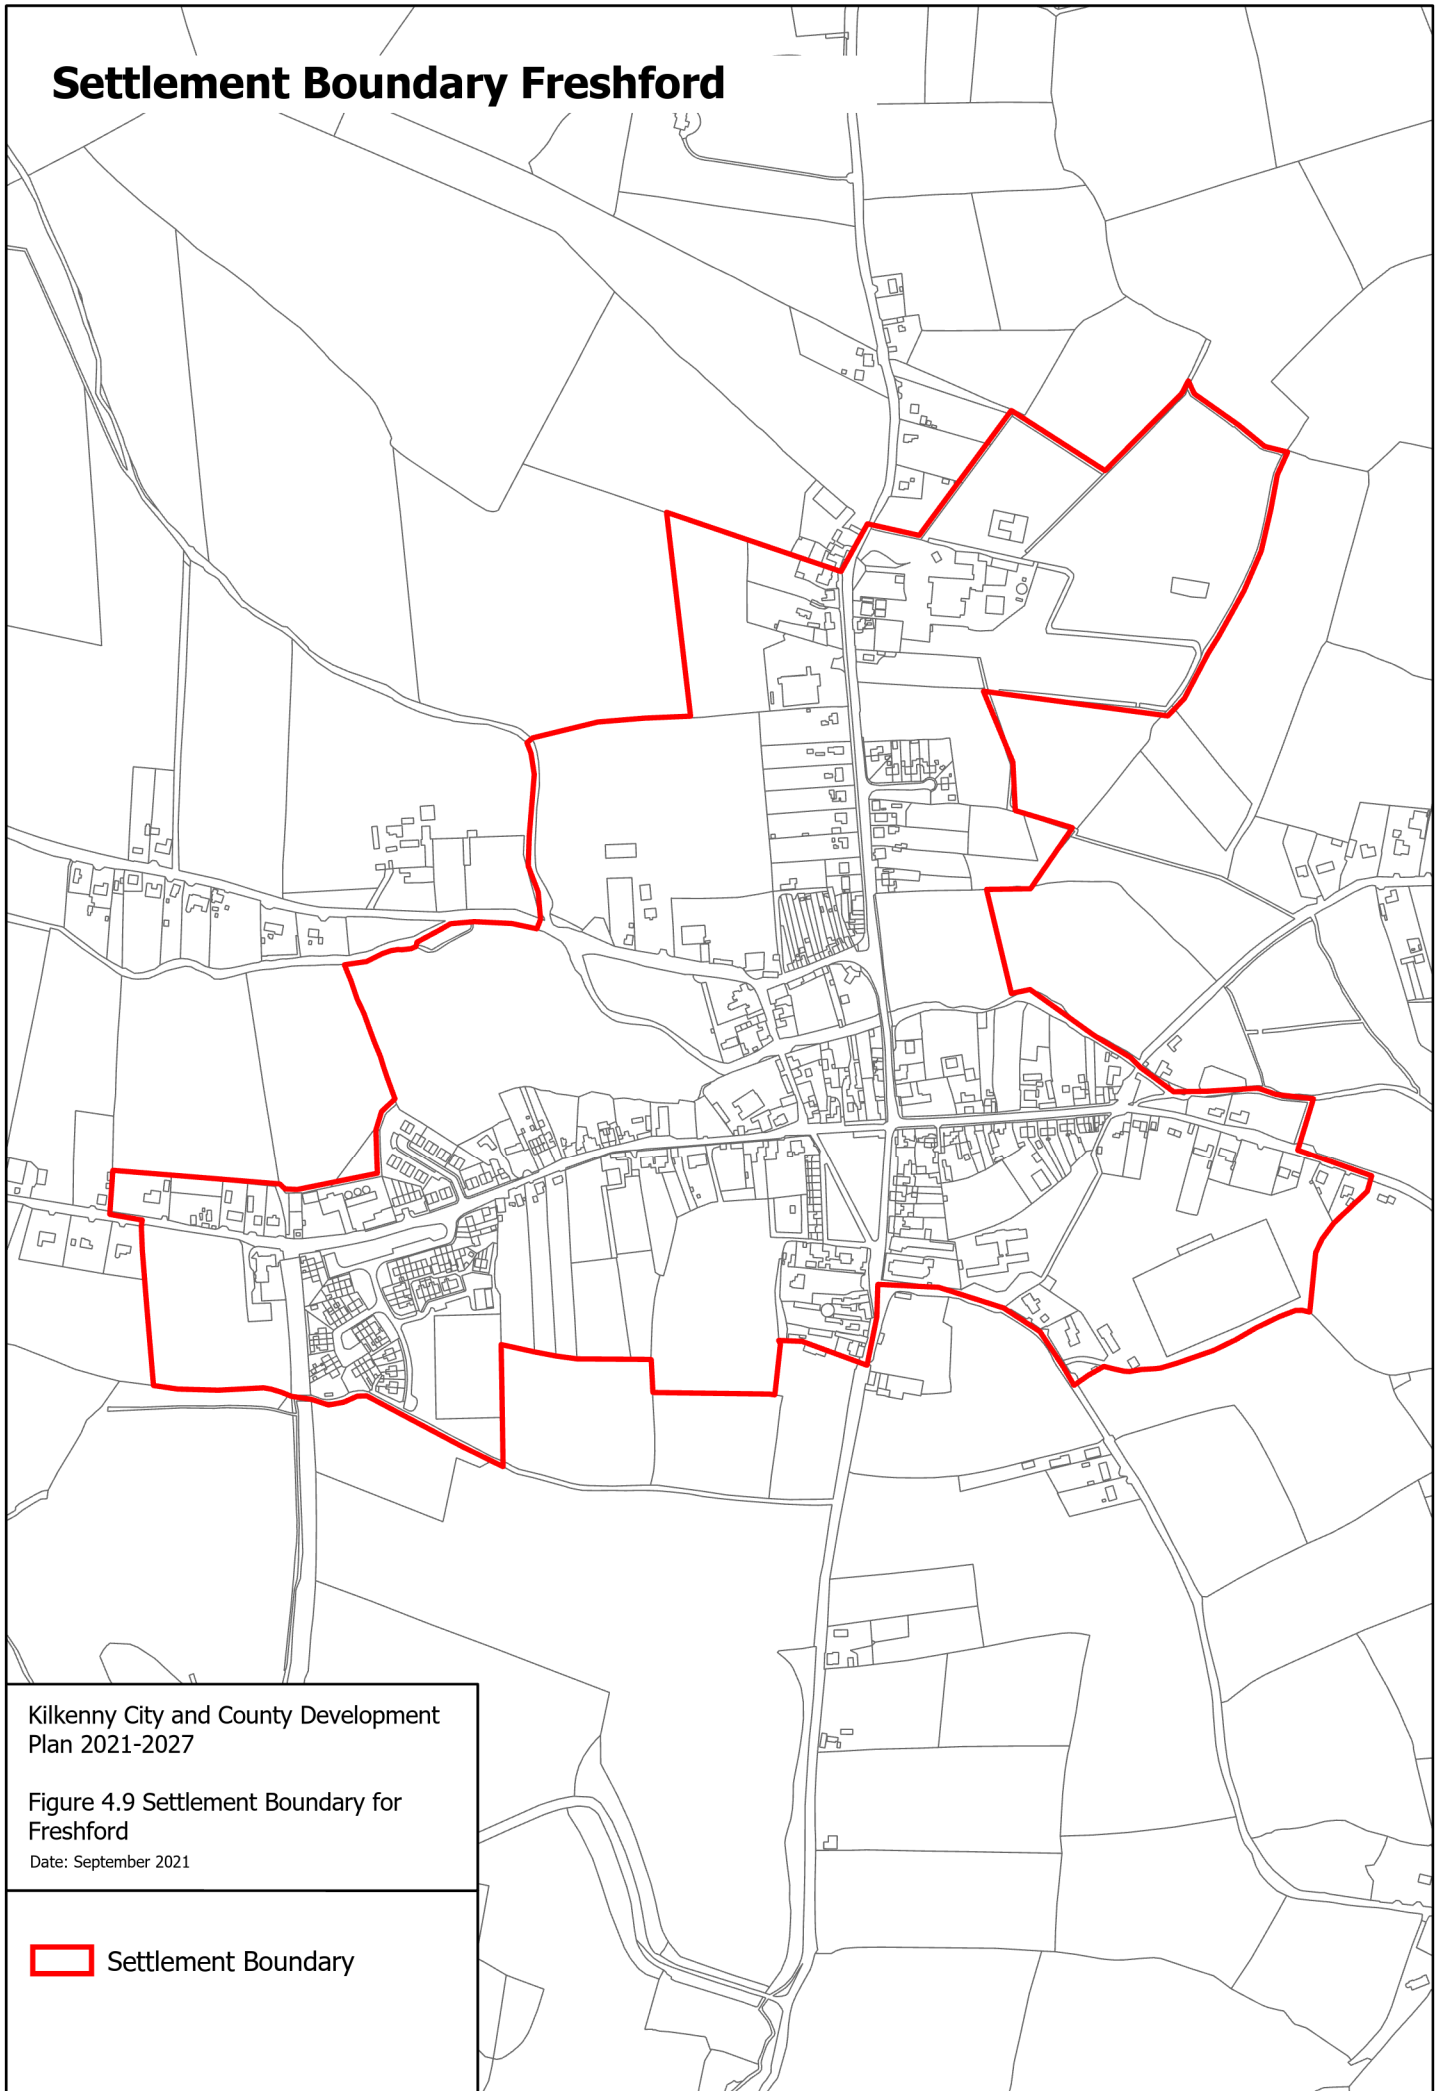 Settlement Boundary Freshford
Kilkenny City and County Development
Plan 2021-2027
Figure 4.9 Settlement Boundary for
Freshford
Date: September 2021
Settlement Boundary